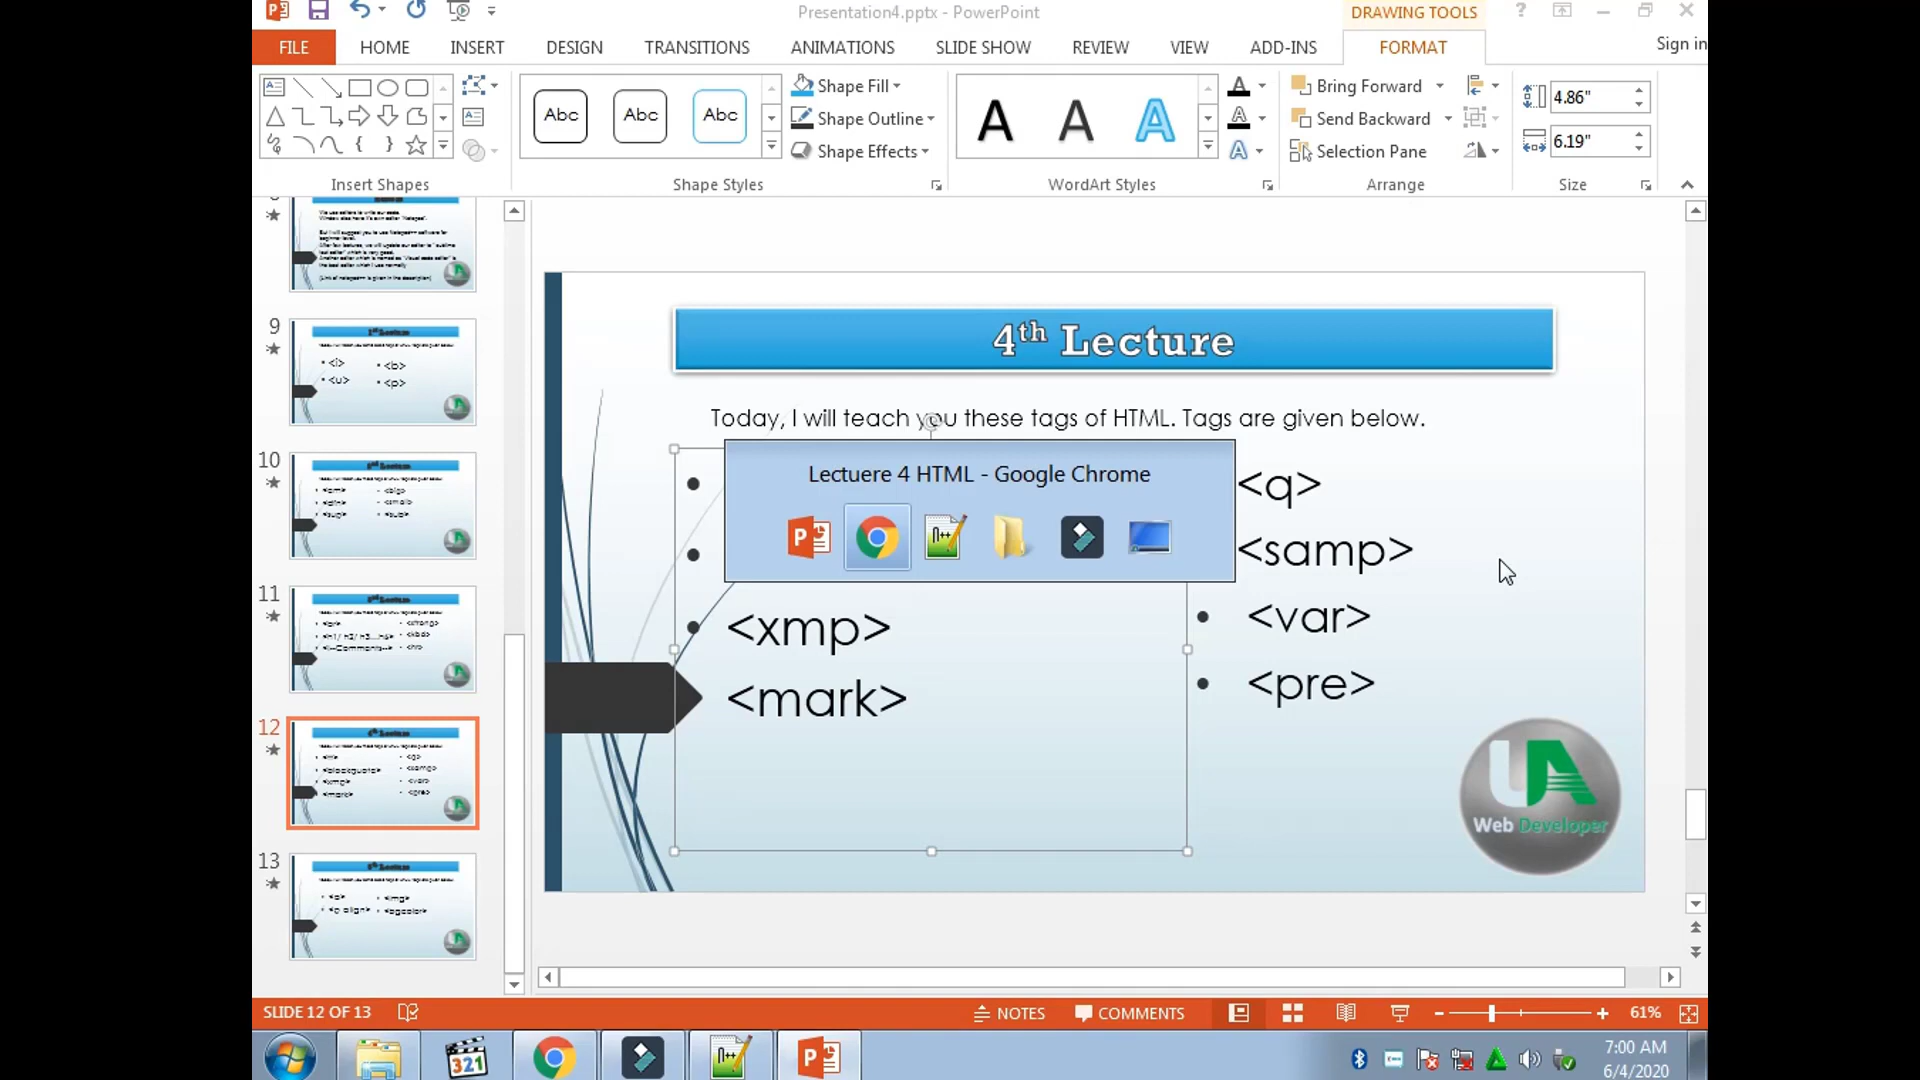 Presentation4.pptx - PowerPoint
DRAWING TOOLS
FILE HOME INSERT DESIGN TRANSITIONS ANIMATIONS SLIDE SHOW REVIEW VIEW ADD-INS FORMAT Sign in
Abc Abc Abc
Shape Fill
Shape Outline
Shape Effects
A A A
Bring Forward
Send Backward
Selection Pane
4.86"
6.19"
Insert Shapes Shape Styles WordArt Styles Arrange Size
9
10
11
12
13
4th Lecture
Today, I will teach you these tags of HTML. Tags are given below.
Lectuere 4 HTML - Google Chrome
<xmp>
<mark>
<q>
<samp>
<var>
<pre>
UA
Web Developer
SLIDE 12 OF 13 NOTES COMMENTS 61%
321
7:00 AM
6/4/2020